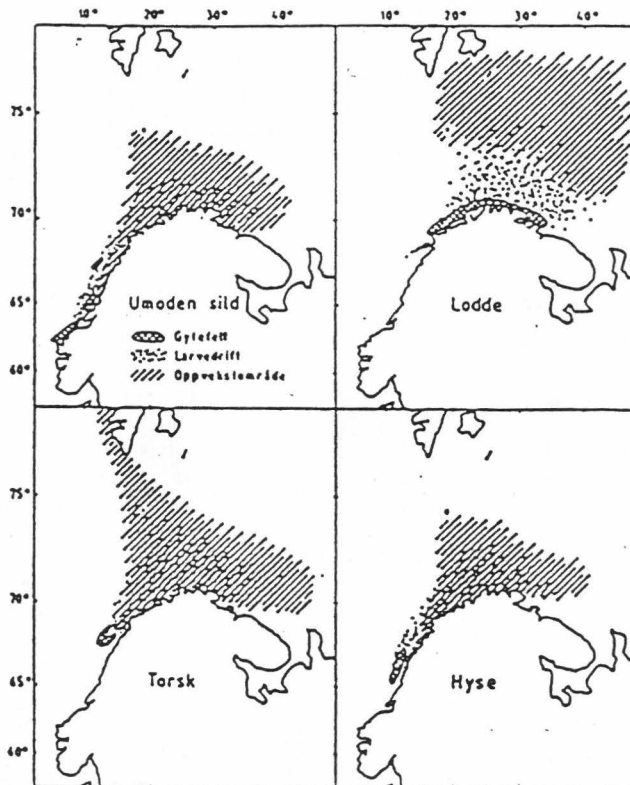 10° 20° 30° 40°
10° 20° 30° 40°
75°
70°
65°
60°
Umoden sild
Gytefelt
Larvedrift
Oppvekstområde
Lodde
75°
70°
65°
60°
Torsk
Hyse